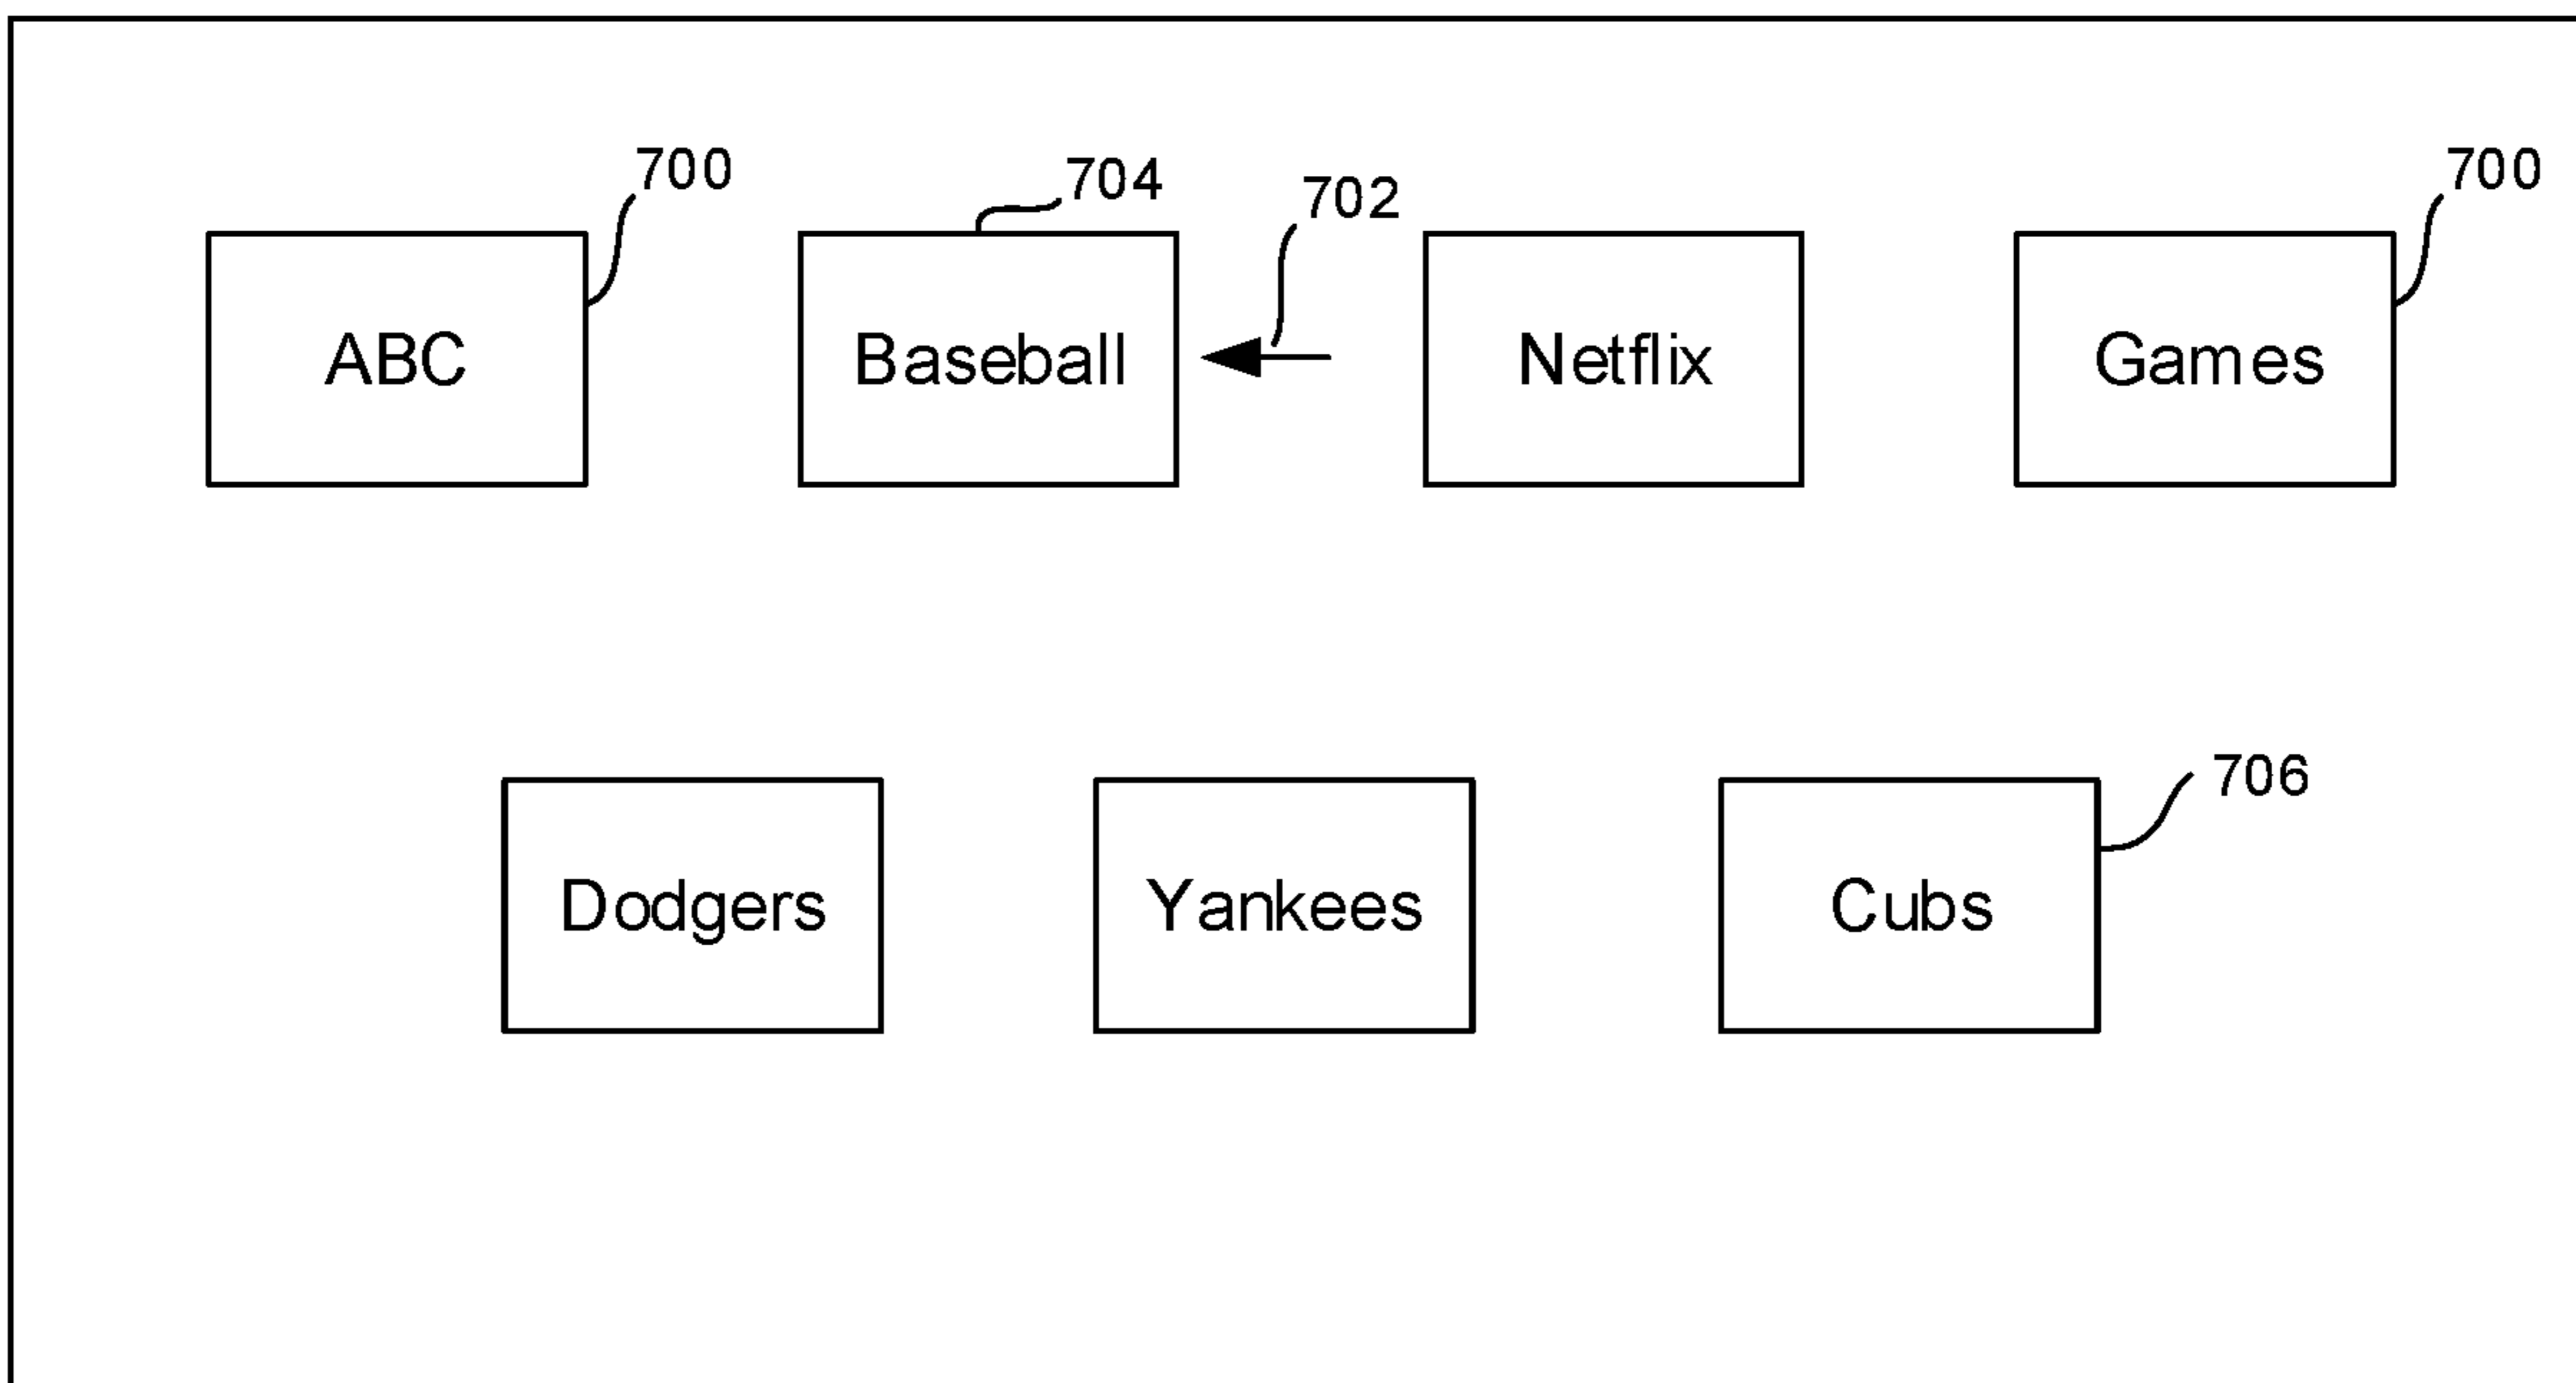 700 704 702 700
ABC Baseball Netflix Games
706
Dodgers Yankees Cubs